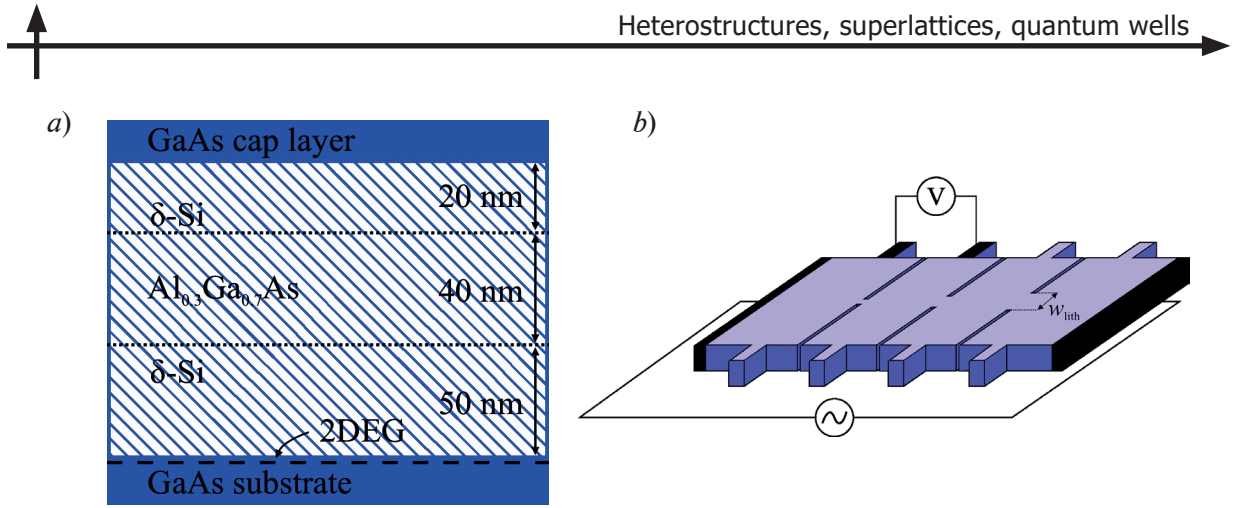 Heterostructures, superlattices, quantum wells
a)
GaAs cap layer
20 nm
δ-Si
Al0.3Ga0.7As
40 nm
δ-Si
50 nm
2DEG
GaAs substrate
b)
V
wlith